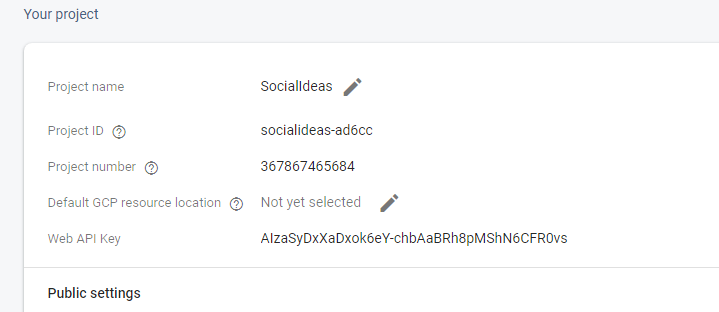 Your project
Project name SocialIdeas
Project ID socialideas-ad6cc
Project number 367867465684
Default GCP resource location Not yet selected
Web API Key AIzaSyDxXaDxok6eY-chbAaBRh8pMShN6CFR0vs
Public settings